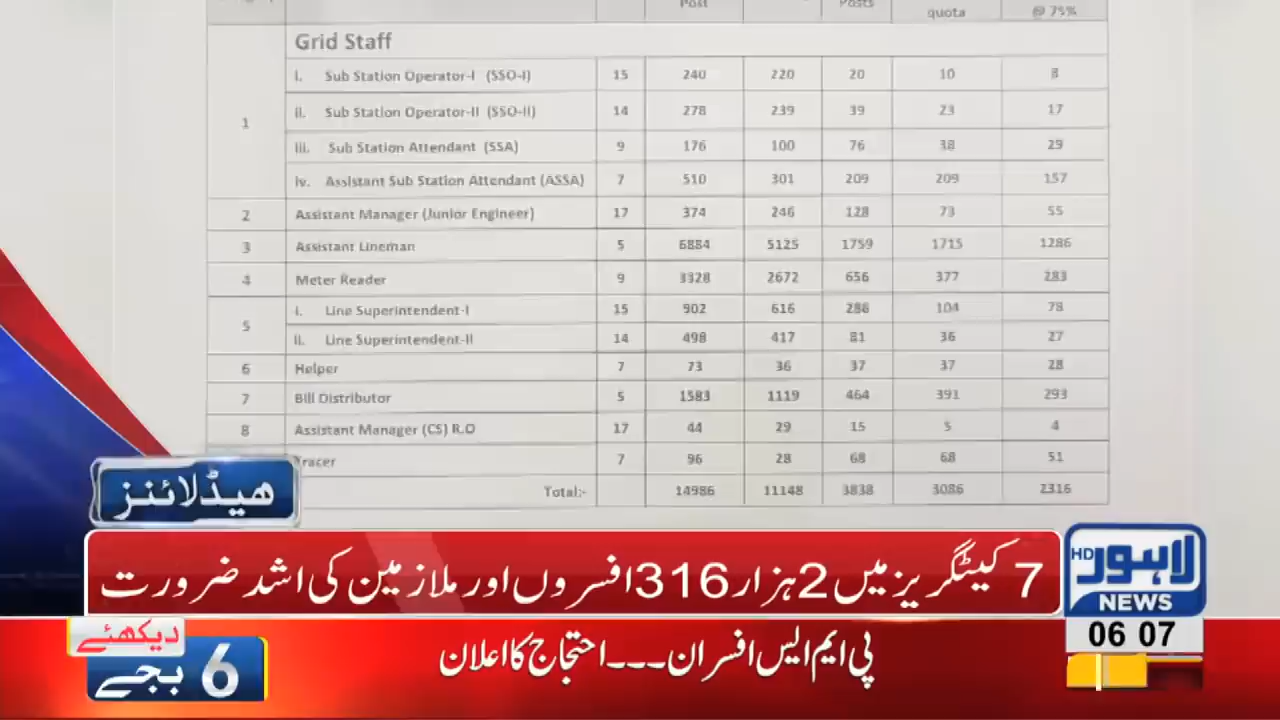 Post Posts quota @ 75%
Grid Staff
1
i. Sub Station Operator-I (SSO-I) 15 240 220 20 10 8
ii. Sub Station Operator-II (SSO-II) 14 278 239 39 23 17
iii. Sub Station Attendant (SSA) 9 176 100 76 38 29
iv. Assistant Sub Station Attendant (ASSA) 7 510 301 209 209 157
2 Assistant Manager (Junior Engineer) 17 374 246 128 73 55
3 Assistant Lineman 5 6884 5125 1759 1715 1286
4 Meter Reader 9 3328 2672 656 377 283
5
i. Line Superintendent-I 15 902 616 286 104 78
ii. Line Superintendent-II 14 498 417 81 36 27
6 Helper 7 73 36 37 37 28
7 Bill Distributor 5 1583 1119 464 391 293
8 Assistant Manager (CS) R.O 17 44 29 15 5 4
Tracer 7 96 28 68 68 51
Total:- 14986 11148 3838 3086 2316
ہیڈلائنز
7 کیٹگریز میں 2 ہزار 316 افسروں اور ملازمین کی اشد ضرورت
لاہور HD
NEWS
06 07
دیکھئے
6 بجے
پی ایم ایس افسران۔۔۔احتجاج کا اعلان